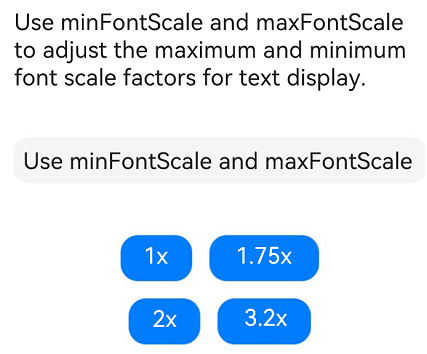 Use minFontScale and maxFontScale
to adjust the maximum and minimum
font scale factors for text display.
Use minFontScale and maxFontScale
1x
1.75x
2x
3.2x